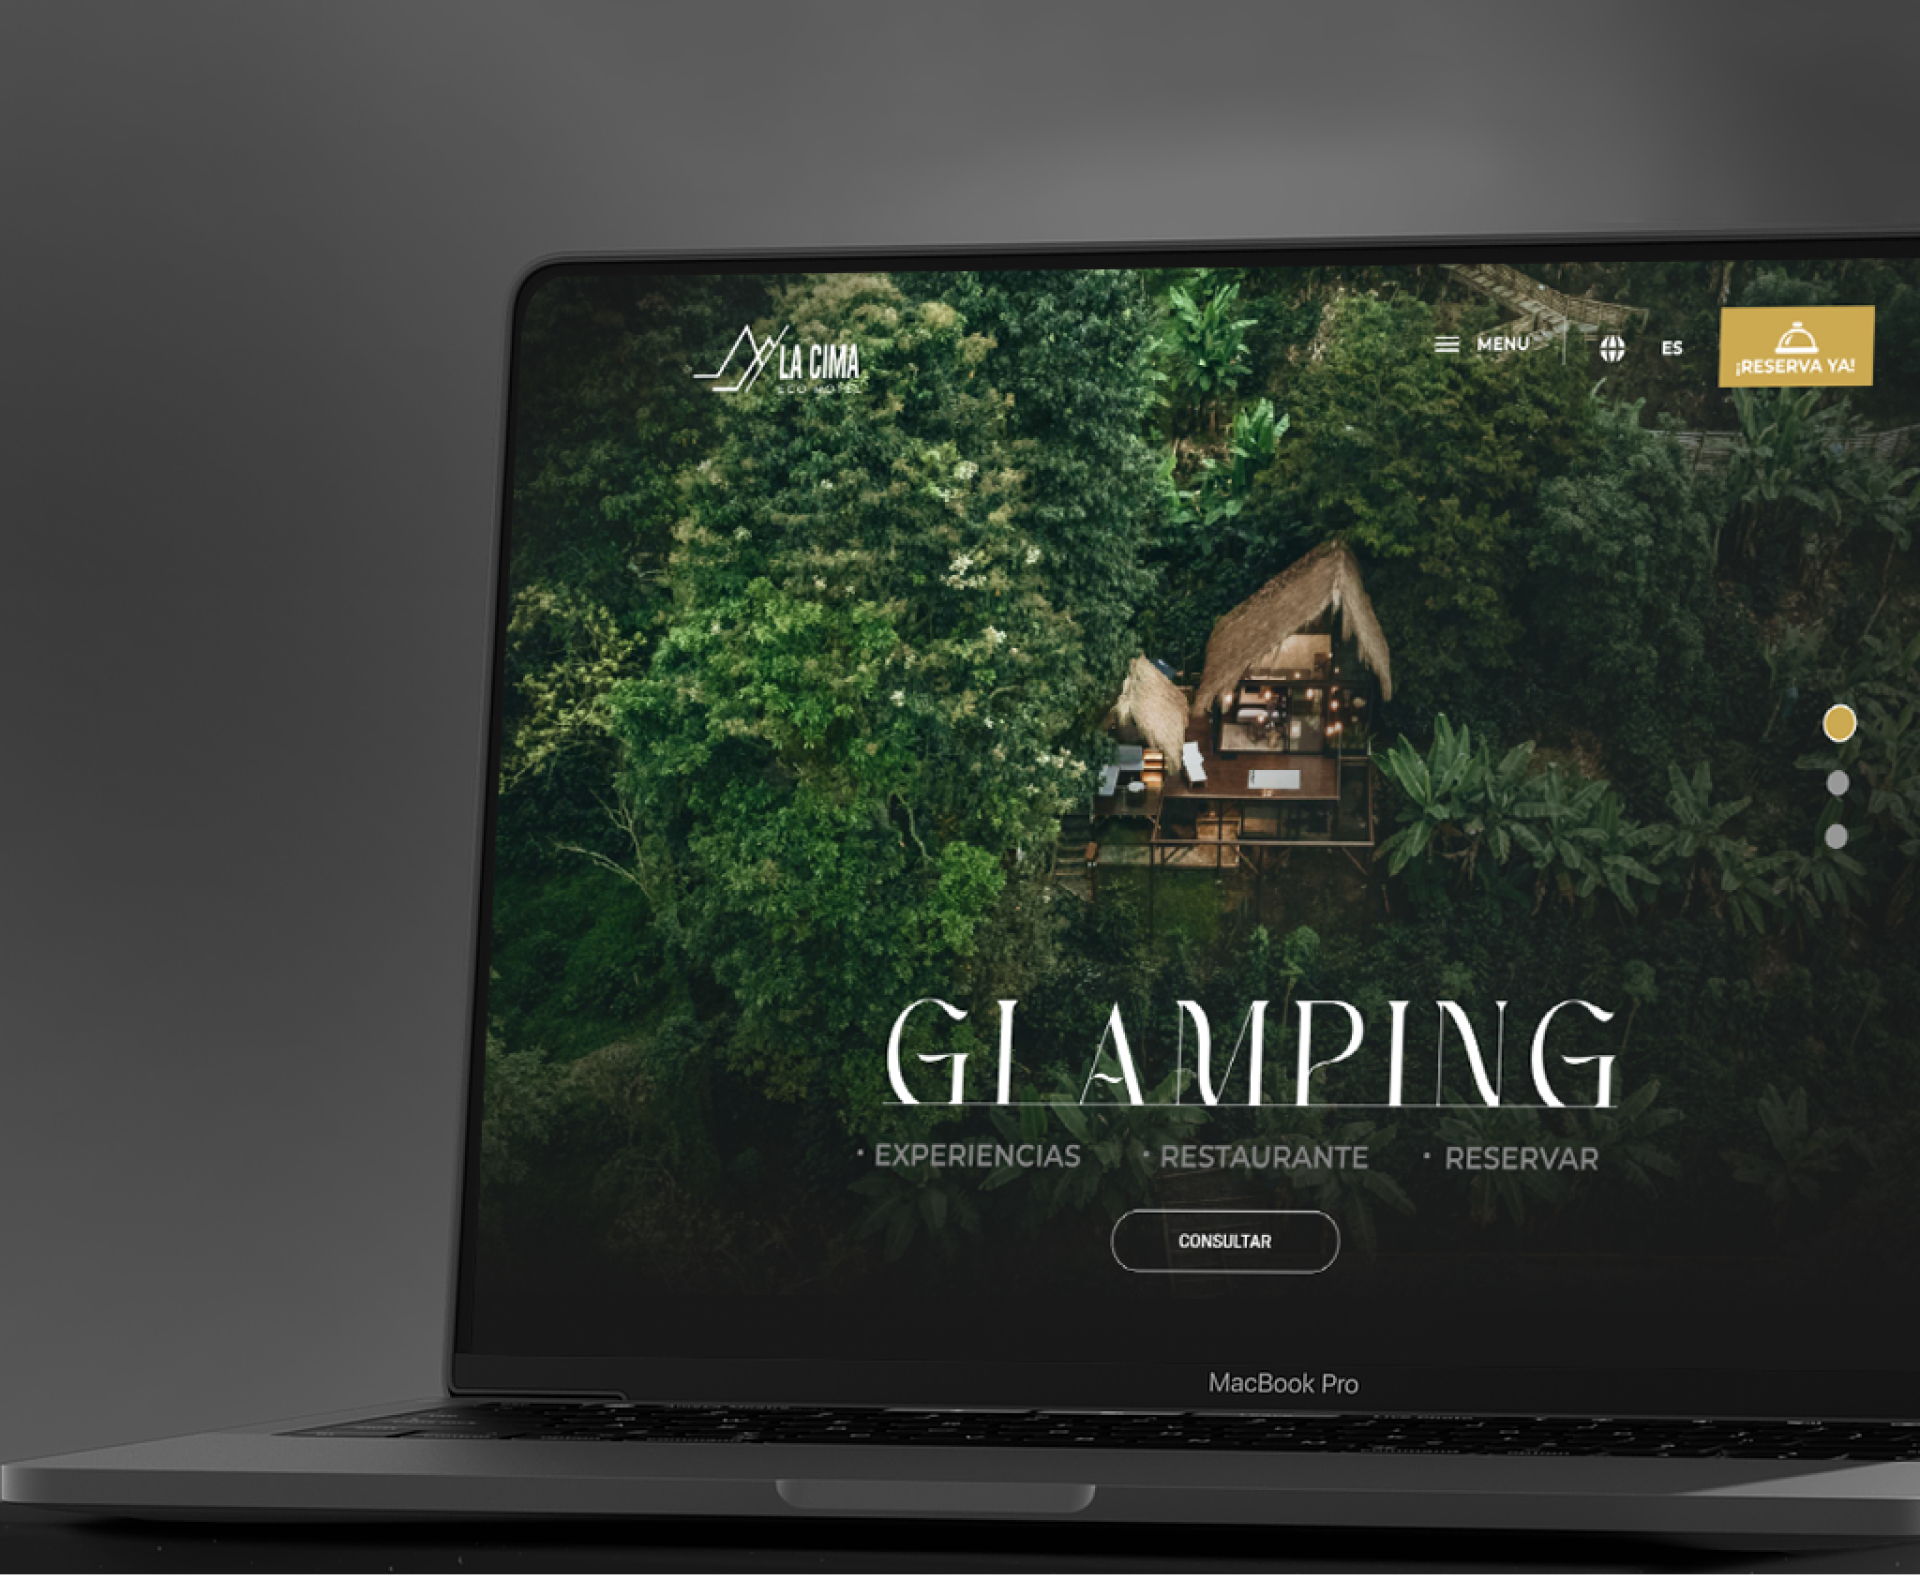 LA CIMA
ECO HOTEL
MENU
ES
¡RESERVA YA!
GLAMPING
• EXPERIENCIAS • RESTAURANTE • RESERVAR
CONSULTAR
MacBook Pro